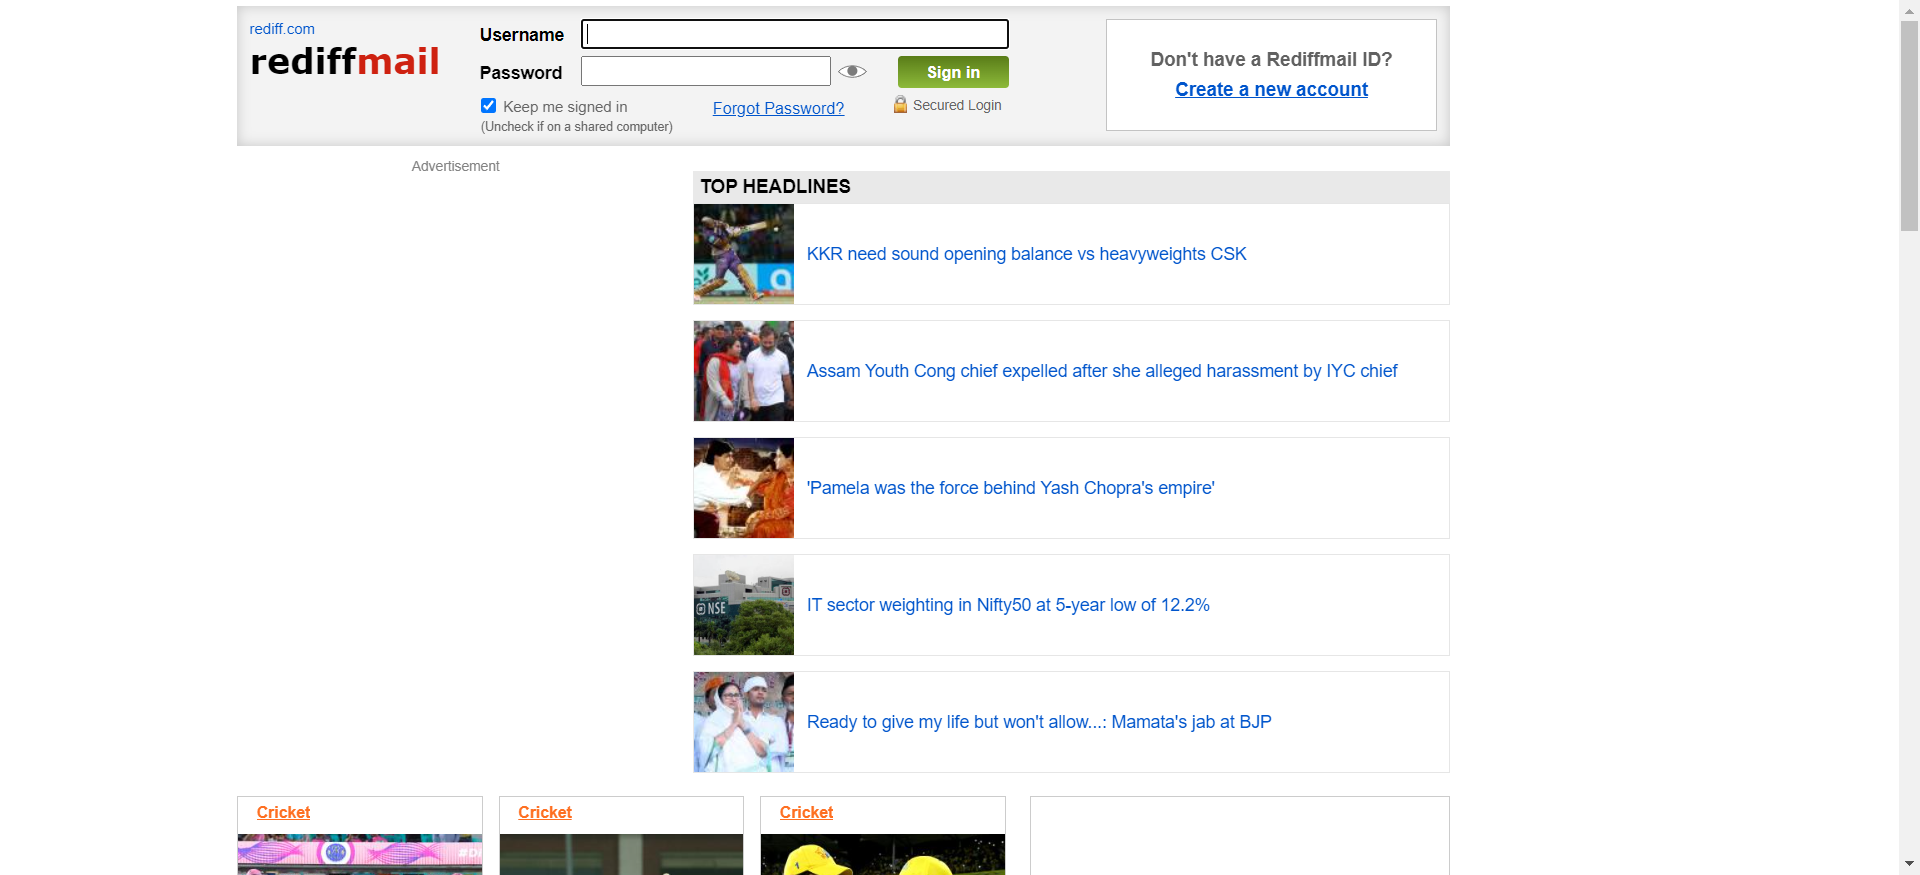 rediff.com
rediffmail
Username
Password
Sign in
Keep me signed in
(Uncheck if on a shared computer)
Forgot Password?
Secured Login
Don't have a Rediffmail ID?
Create a new account
Advertisement
TOP HEADLINES
KKR need sound opening balance vs heavyweights CSK
Assam Youth Cong chief expelled after she alleged harassment by IYC chief
'Pamela was the force behind Yash Chopra's empire'
NSE
IT sector weighting in Nifty50 at 5-year low of 12.2%
Ready to give my life but won't allow...: Mamata's jab at BJP
Cricket
Cricket
Cricket